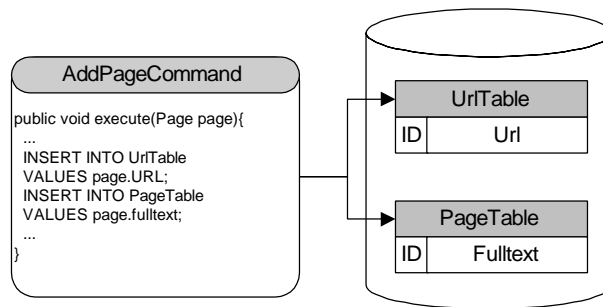 AddPageCommand
public void execute(Page page){
...
INSERT INTO UrlTable
VALUES page.URL;
INSERT INTO PageTable
VALUES page.fulltext;
...
}
UrlTable
ID Url
PageTable
ID Fulltext